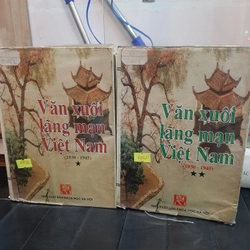 Văn xuôi
lãng mạn
Việt Nam
(1930 - 1945)
★
Văn xuôi
lãng mạn
Việt Nam
(1930 - 1945)
★★